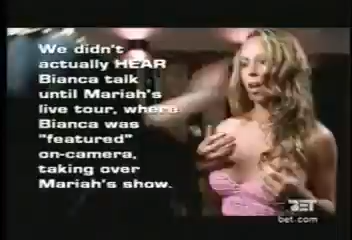 We didn't
actually HEAR
Bianca talk
until Mariah's
live tour, where
Bianca was
"featured"
on-camera,
taking over
Mariah's show.
BET
bet.com